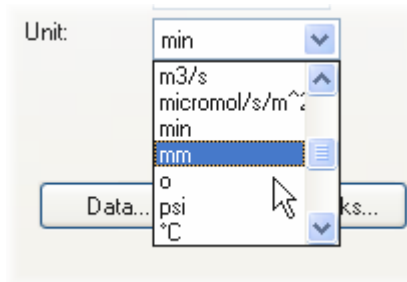 Unit: min
m3/s
micromol/s/m^
min
mm
o
psi
°C
Data... ks...